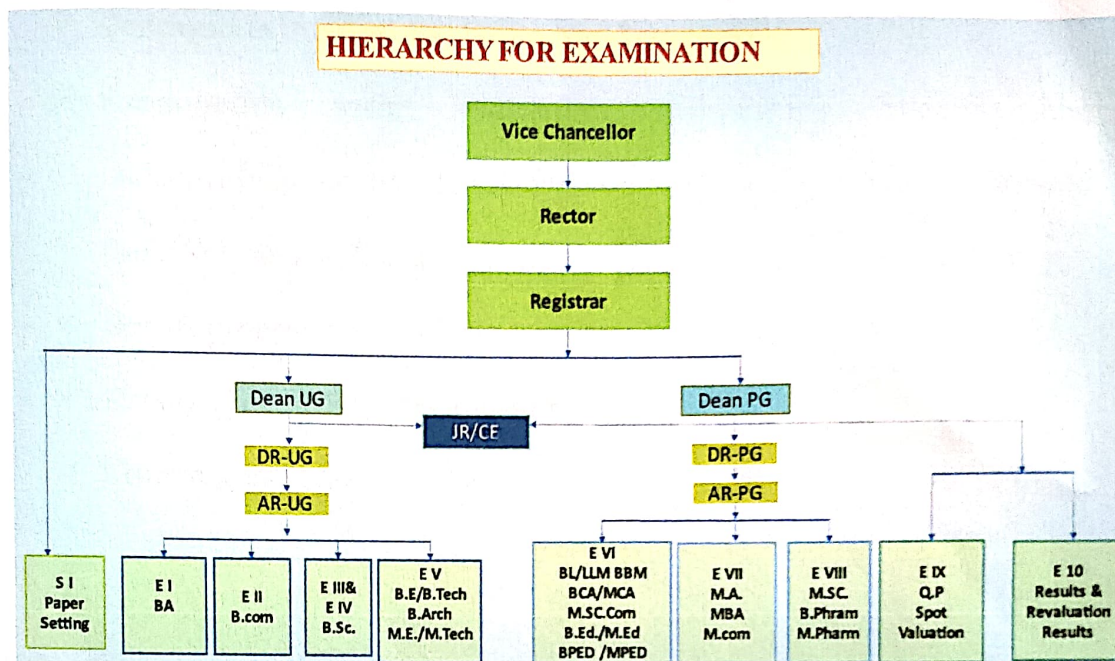 HIERARCHY FOR EXAMINATION
Vice Chancellor
Rector
Registrar
Dean UG
Dean PG
JR/CE
DR-UG
DR-PG
AR-UG
AR-PG
S I
Paper
Setting
E I
BA
E II
B.com
E III&
E IV
B.Sc.
E V
B.E/B.Tech
B.Arch
M.E./M.Tech
E VI
BL/LLM BBM
BCA/MCA
M.SC.Com
B.Ed./M.Ed
BPED /MPED
E VII
M.A.
MBA
M.com
E VIII
M.SC.
B.Phram
M.Pharm
E IX
Q.P
Spot
Valuation
E 10
Results &
Revaluation
Results